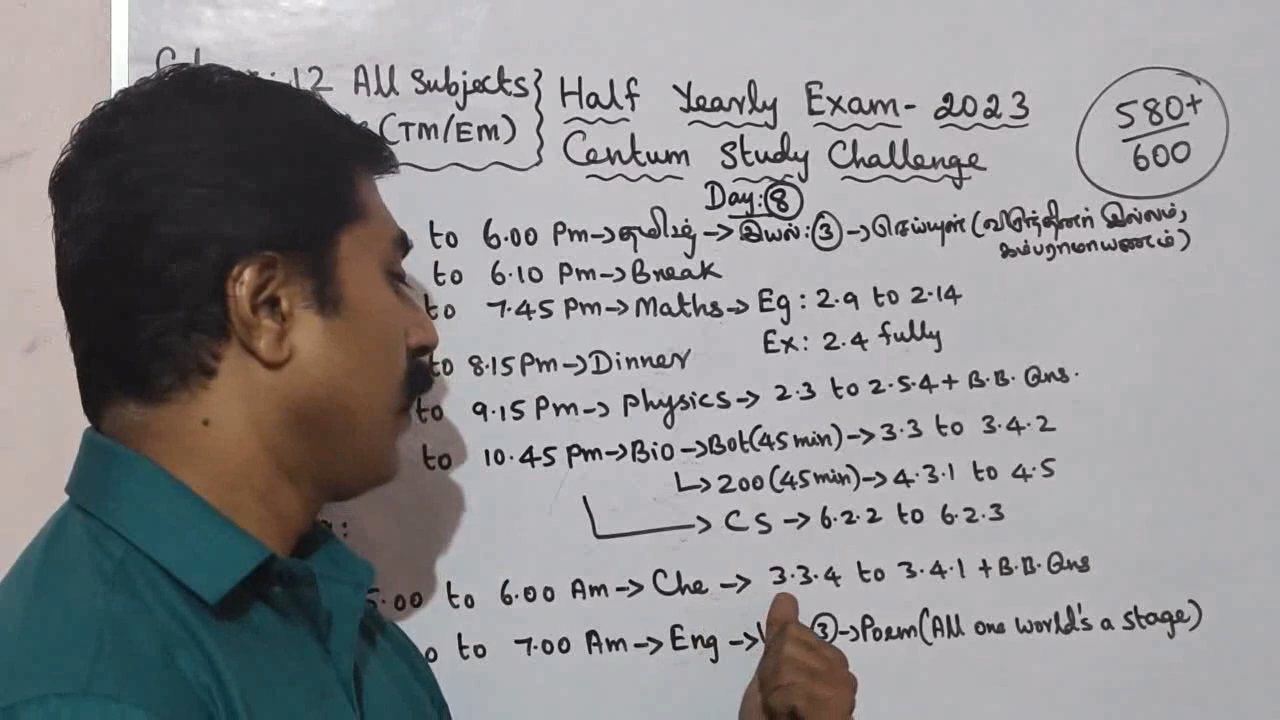 12 All Subjects
(TM/EM)
Half Yearly Exam - 2023
Centum Study Challenge
580+
600
Day: 8
to 6.00 Pm → தமிழ் → இயல்: 3 → செய்யுள் (விருந்தினர் இல்லம்,
கம்பராமாயணம்)
to 6.10 Pm → Break
to 7.45 Pm → Maths → Eg: 2.9 to 2.14
Ex: 2.4 fully
to 8.15 Pm → Dinner
to 9.15 Pm → Physics → 2.3 to 2.5.4 + B.B. Qns.
to 10.45 Pm → Bio → Bot (45 min) → 3.3 to 3.4.2
↳ Zoo (45 min) → 4.3.1 to 4.5
→ CS → 6.2.2 to 6.2.3
5.00 to 6.00 Am → Che → 3.3.4 to 3.4.1 + B.B. Qns
to 7.00 Am → Eng → 3 → Poem (All one world's a stage)